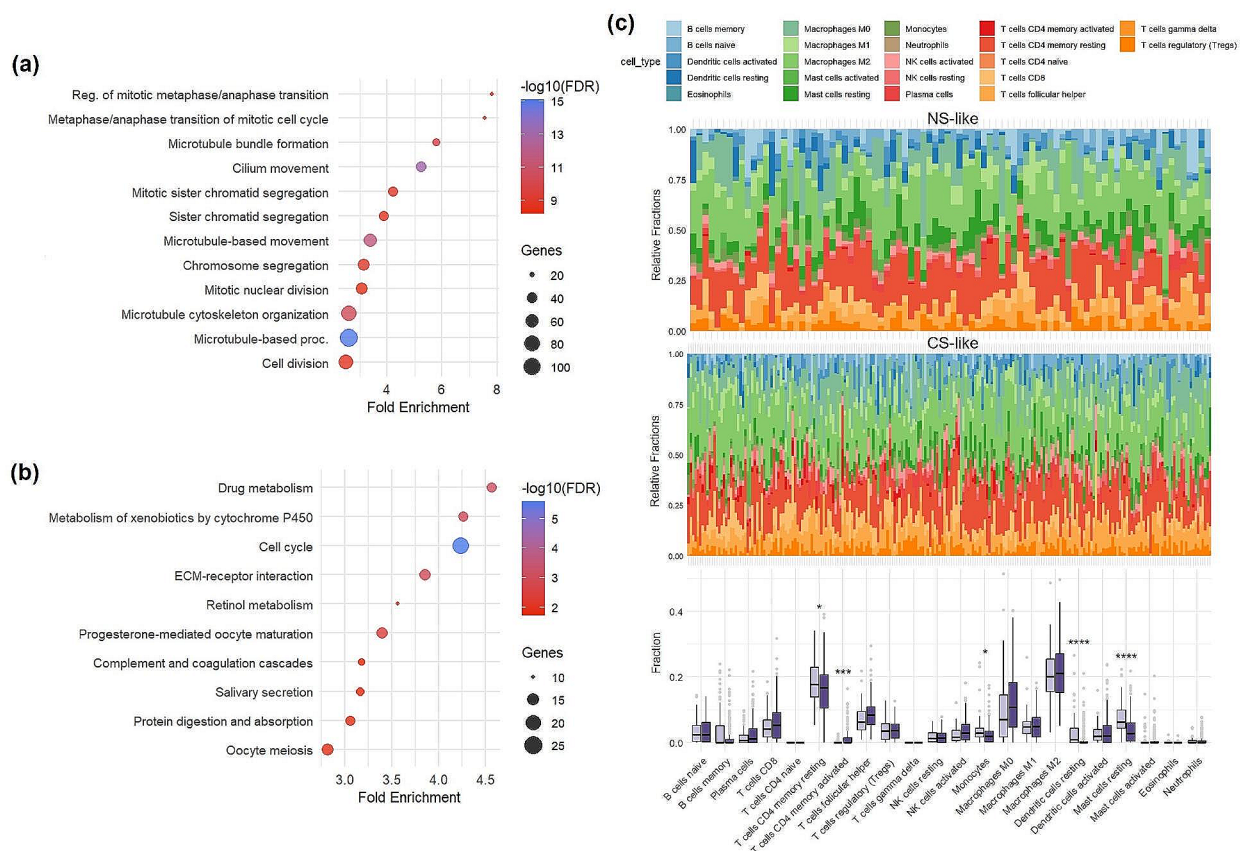 (a)
Reg. of mitotic metaphase/anaphase transition
Metaphase/anaphase transition of mitotic cell cycle
Microtubule bundle formation
Cilium movement
Mitotic sister chromatid segregation
Sister chromatid segregation
Microtubule-based movement
Chromosome segregation
Mitotic nuclear division
Microtubule cytoskeleton organization
Microtubule-based proc.
Cell division
4 6 8
Fold Enrichment
-log10(FDR)
15
14
13
12
11
10
9
Genes
20
40
60
80
100
(b)
Drug metabolism
Metabolism of xenobiotics by cytochrome P450
Cell cycle
ECM-receptor interaction
Retinol metabolism
Progesterone-mediated oocyte maturation
Complement and coagulation cascades
Salivary secretion
Protein digestion and absorption
Oocyte meiosis
3.0 3.5 4.0 4.5
Fold Enrichment
-log10(FDR)
5
4
3
2
Genes
10
15
20
25
(c)
cell_type
B cells memory
B cells naive
Dendritic cells activated
Dendritic cells resting
Eosinophils
Macrophages M0
Macrophages M1
Macrophages M2
Mast cells activated
Mast cells resting
Monocytes
Neutrophils
NK cells activated
NK cells resting
Plasma cells
T cells CD4 memory activated
T cells CD4 memory resting
T cells CD4 naive
T cells CD8
T cells follicular helper
T cells gamma delta
T cells regulatory (Tregs)
NS-like
1.00
0.75
0.50
0.25
0.00
Relative Fractions
CS-like
1.00
0.75
0.50
0.25
0.00
Relative Fractions
0.4
0.2
0.0
Fraction
*
***
*
****
****
B cells naive
B cells memory
Plasma cells
T cells CD8
T cells CD4 naive
T cells CD4 memory resting
T cells CD4 memory activated
T cells follicular helper
T cells regulatory (Tregs)
T cells gamma delta
NK cells resting
NK cells activated
Monocytes
Macrophages M0
Macrophages M1
Macrophages M2
Dendritic cells resting
Dendritic cells activated
Mast cells resting
Mast cells activated
Eosinophils
Neutrophils